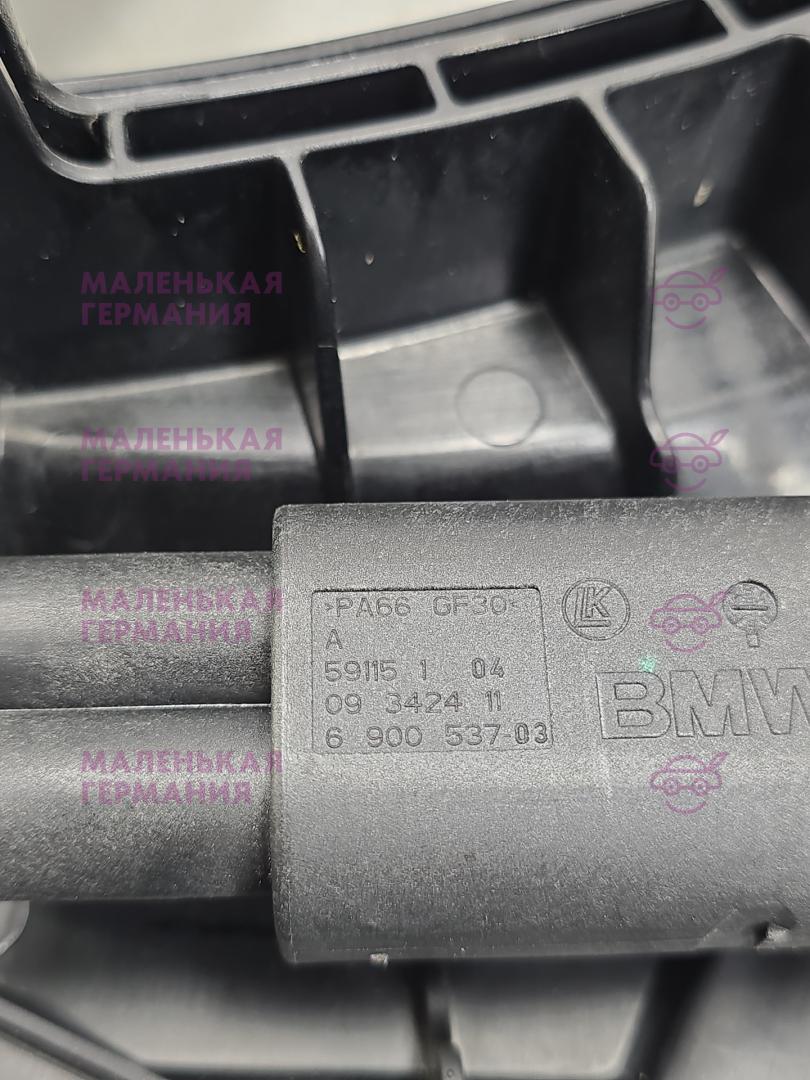 МАЛЕНЬКАЯ
ГЕРМАНИЯ
МАЛЕНЬКАЯ
ГЕРМАНИЯ
МАЛЕНЬКАЯ
ГЕРМАНИЯ
МАЛЕНЬКАЯ
ГЕРМАНИЯ
>PA66 GF30<
A
59115 1 04
09 3424 11
6 900 537-03
LK
BMW